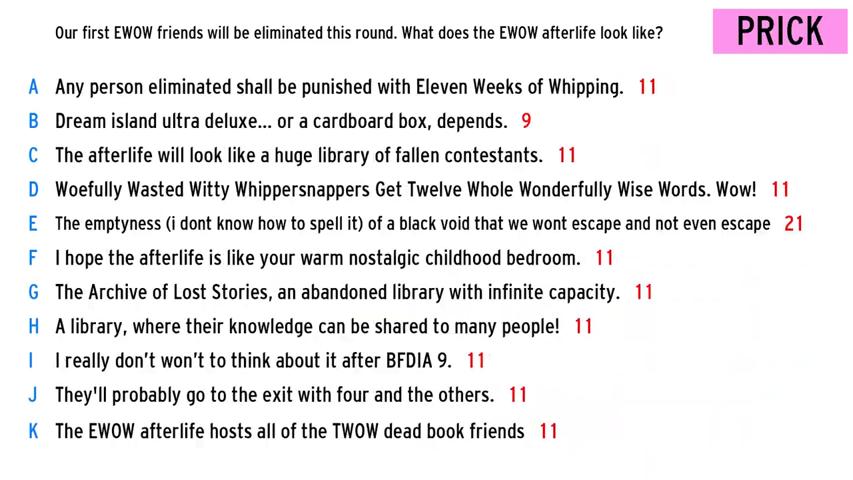 Our first EWOW friends will be eliminated this round. What does the EWOW afterlife look like?
PRICK
A Any person eliminated shall be punished with Eleven Weeks of Whipping. 11
B Dream island ultra deluxe... or a cardboard box, depends. 9
C The afterlife will look like a huge library of fallen contestants. 11
D Woefully Wasted Witty Whippersnappers Get Twelve Whole Wonderfully Wise Words. Wow! 11
E The emptyness (i dont know how to spell it) of a black void that we wont escape and not even escape 21
F I hope the afterlife is like your warm nostalgic childhood bedroom. 11
G The Archive of Lost Stories, an abandoned library with infinite capacity. 11
H A library, where their knowledge can be shared to many people! 11
I I really don't won't to think about it after BFDIA 9. 11
J They'll probably go to the exit with four and the others. 11
K The EWOW afterlife hosts all of the TWOW dead book friends 11